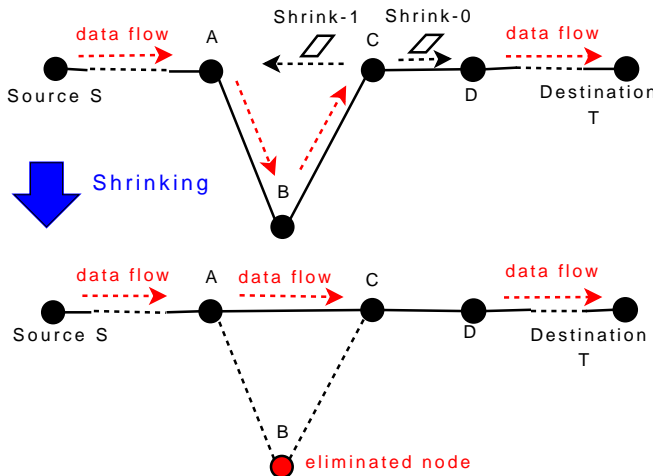 Shrink-1 Shrink-0
data flow A C data flow
Source S D Destination T
B
Shrinking
data flow A data flow C data flow
Source S D Destination T
B
eliminated node